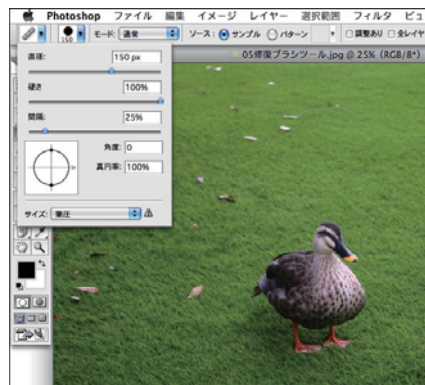 Photoshop ファイル 編集 イメージ レイヤー 選択範囲 フィルタ ビュ
150 モード: 通常 ソース: サンプル パターン 調整あり 全レイヤ
05修復ブラシツール.jpg @ 25% (RGB/8*)
直径: 150 px
硬さ 100%
間隔: 25%
角度: 0
真円率: 100%
サイズ: 筆圧